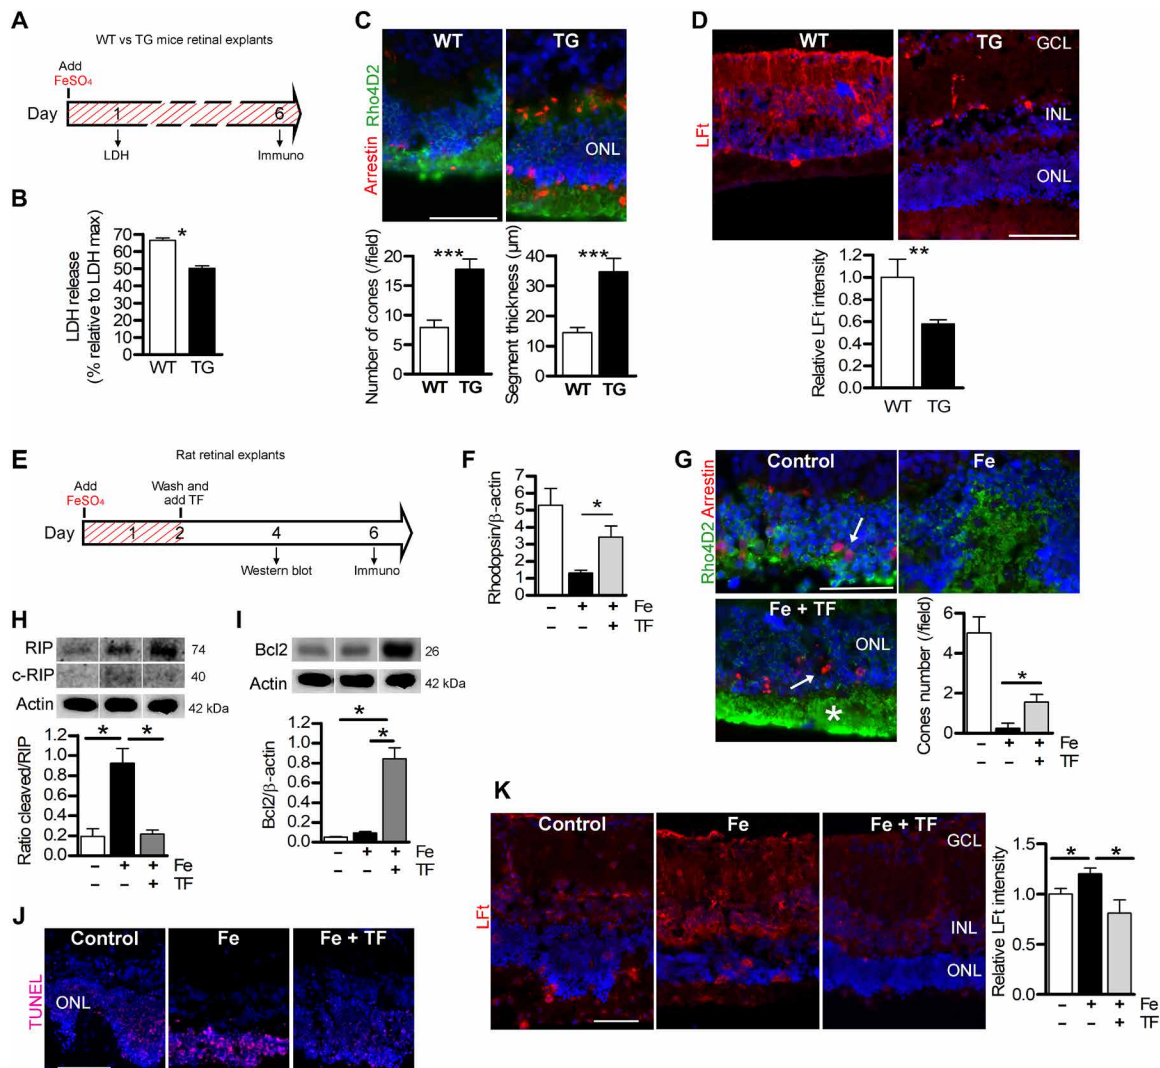 A
WT vs TG mice retinal explants
Add
FeSO₄
Day
1
6
LDH
Immuno
B
LDH release
(% relative to LDH max)
70
60
50
40
30
20
10
0
*
WT
TG
C
WT
TG
Arrestin Rho4D2
ONL
Number of cones (/field)
20
15
10
5
0
***
WT TG
Segment thickness (µm)
50
40
30
20
10
0
***
WT TG
D
WT
TG
GCL
INL
ONL
LFt
Relative LFt intensity
1.2
1.0
0.8
0.6
0.4
0.2
0.0
**
WT TG
E
Rat retinal explants
Add
FeSO₄
Wash and
add TF
Day
1
2
4
6
Western blot
Immuno
F
Rhodopsin/β-actin
7
6
5
4
3
2
1
0
*
– + + Fe
+ TF
G
Control
Fe
Rho4D2 Arrestin
Fe + TF
ONL
*
Cones number (/field)
6
4
2
0
*
– + + Fe
+ TF
H
RIP
74
c-RIP
40
Actin
42 kDa
Ratio cleaved/RIP
1.2
1.0
0.8
0.6
0.4
0.2
0.0
* *
– + + Fe
+ TF
I
Bcl2
26
Actin
42 kDa
Bcl2/β-actin
1.2
1.0
0.8
0.6
0.4
0.2
0.0
*
*
– + + Fe
+ TF
J
Control
Fe
Fe + TF
TUNEL
ONL
K
Control
Fe
Fe + TF
LFt
GCL
INL
ONL
Relative LFt intensity
1.5
1.0
0.5
0.0
* *
– + + Fe
+ TF